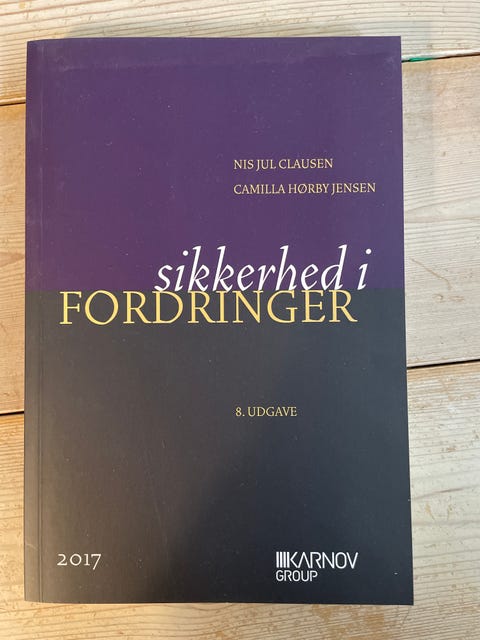 NIS JUL CLAUSEN
CAMILLA HØRBY JENSEN
sikkerhed i
FORDRINGER
8. UDGAVE
2017
KARNOV
GROUP